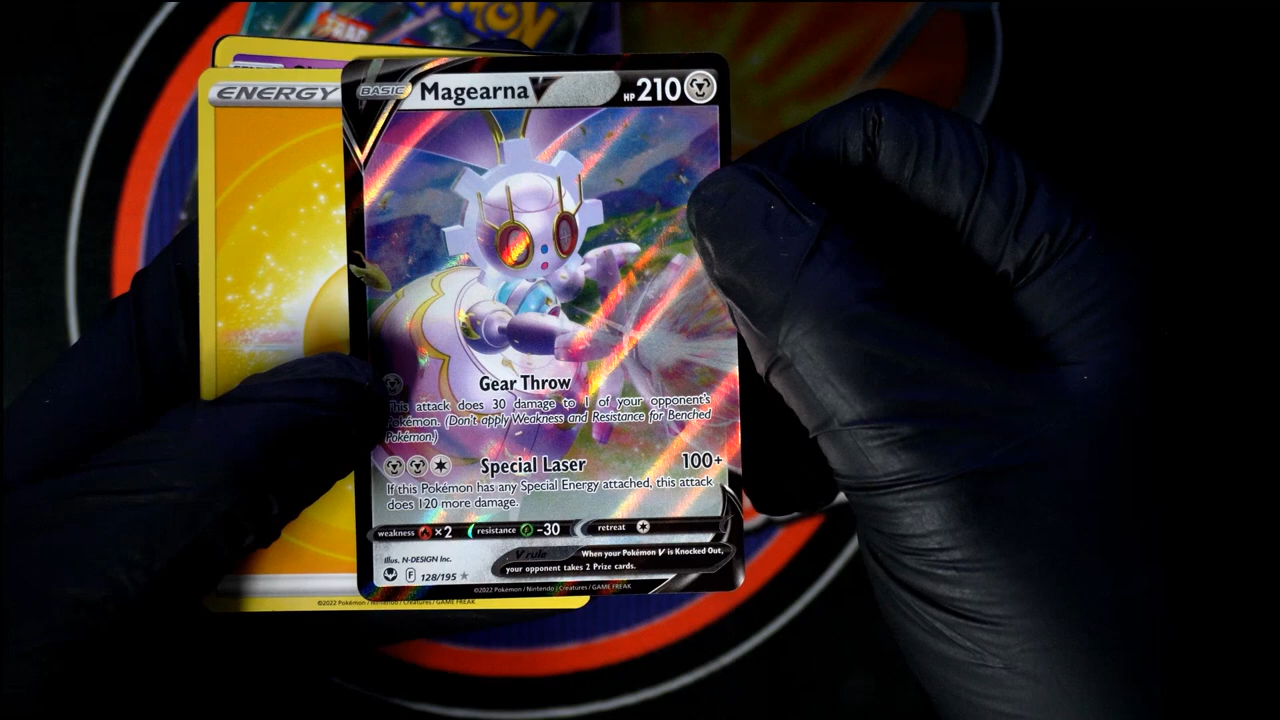 ENERGY
BASIC Magearna V HP 210
Gear Throw
This attack does 30 damage to 1 of your opponent's
Pokémon. (Don't apply Weakness and Resistance for Benched
Pokémon.)
Special Laser 100+
If this Pokémon has any Special Energy attached, this attack
does 120 more damage.
weakness ×2 resistance -30 retreat
V rule When your Pokémon V is Knocked Out,
your opponent takes 2 Prize cards.
Illus. N-DESIGN Inc.
F 128/195
©2022 Pokémon / Nintendo / Creatures / GAME FREAK
©2022 Pokémon / Nintendo / Creatures / GAME FREAK